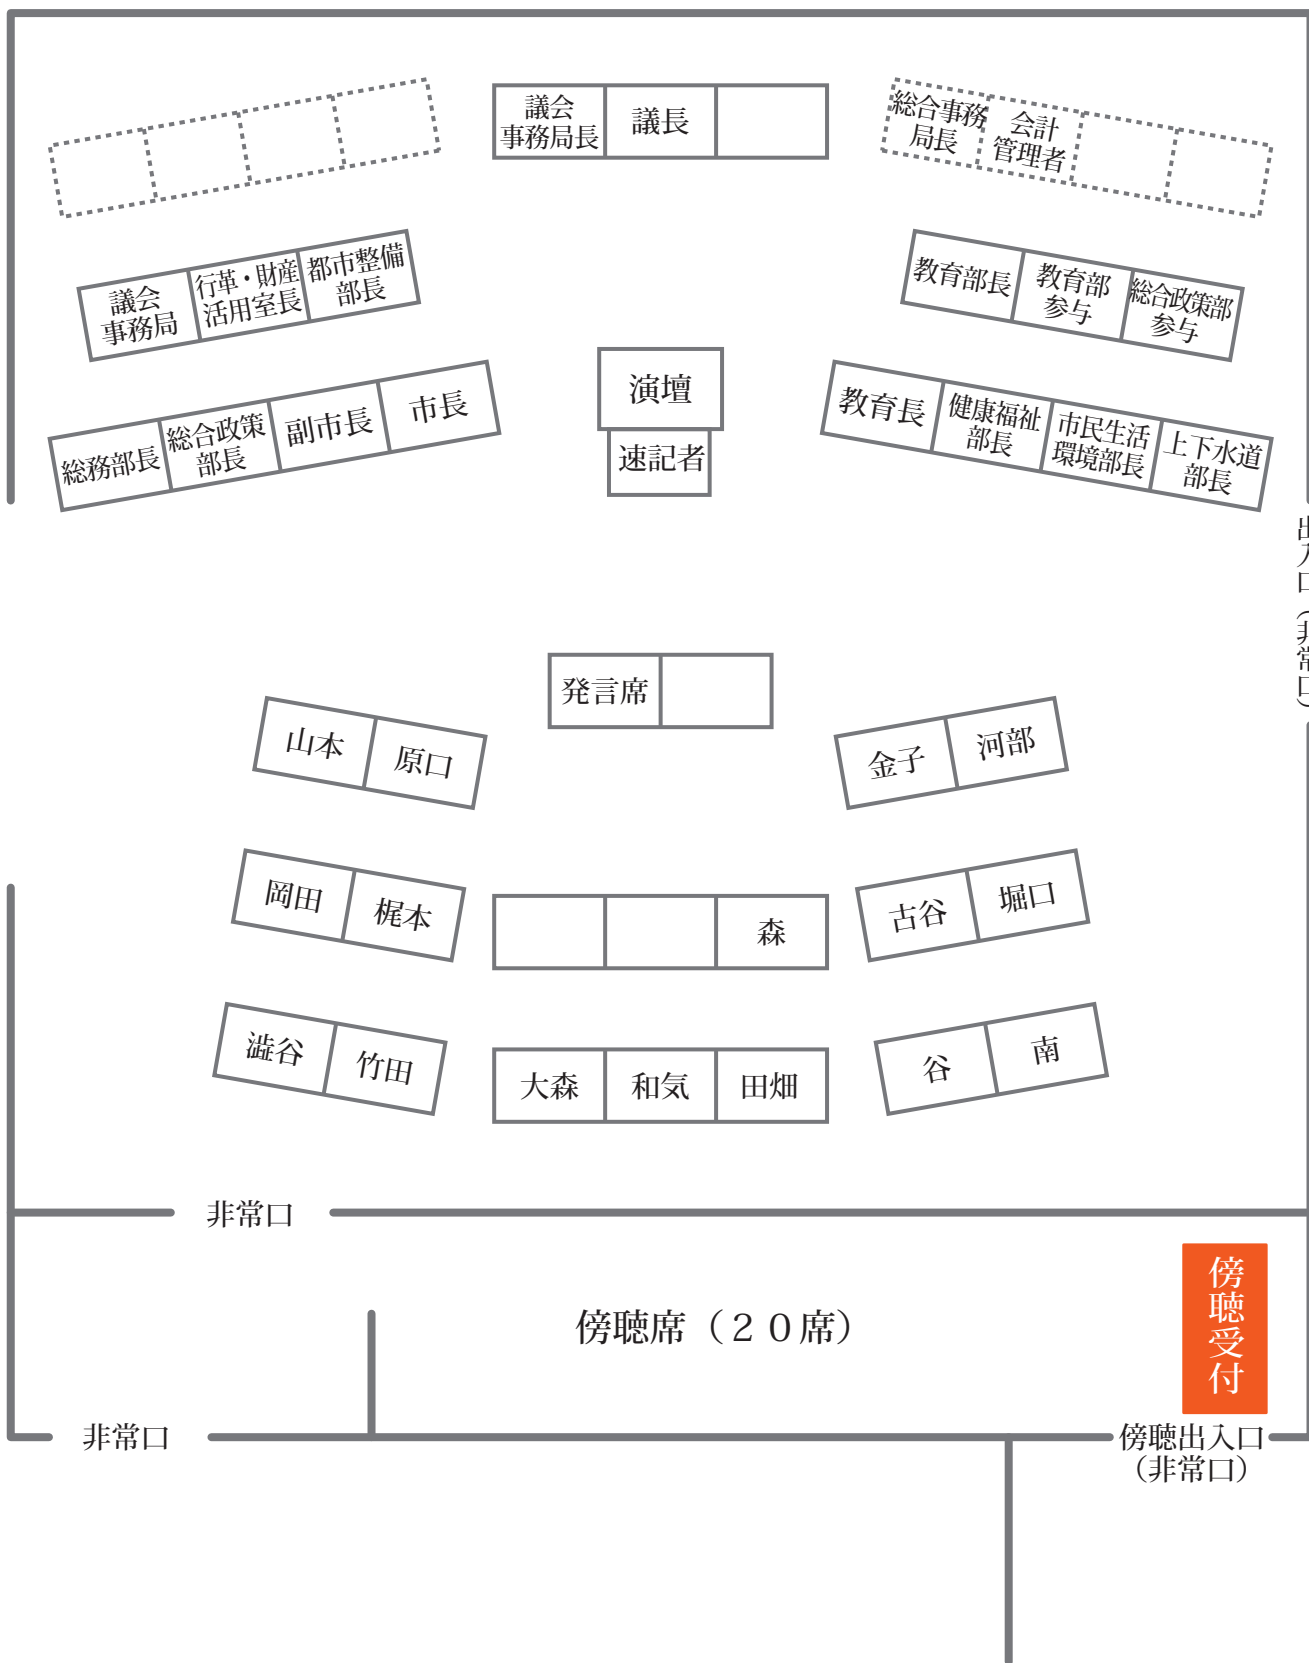 議会
事務局長
議長
総合事務
局長
会計
管理者
議会
事務局
行革・財産
活用室長
都市整備
部長
教育部長
教育部
参与
総合政策部
参与
総務部長
総合政策
部長
副市長
市長
演壇
速記者
教育長
健康福祉
部長
市民生活
環境部長
上下水道
部長
出入口（非常口）
発言席
山本
原口
金子
河部
岡田
梶本
森
古谷
堀口
澁谷
竹田
大森
和気
田畑
谷
南
非常口
傍聴席（２０席）
傍聴受付
非常口
傍聴出入口
（非常口）